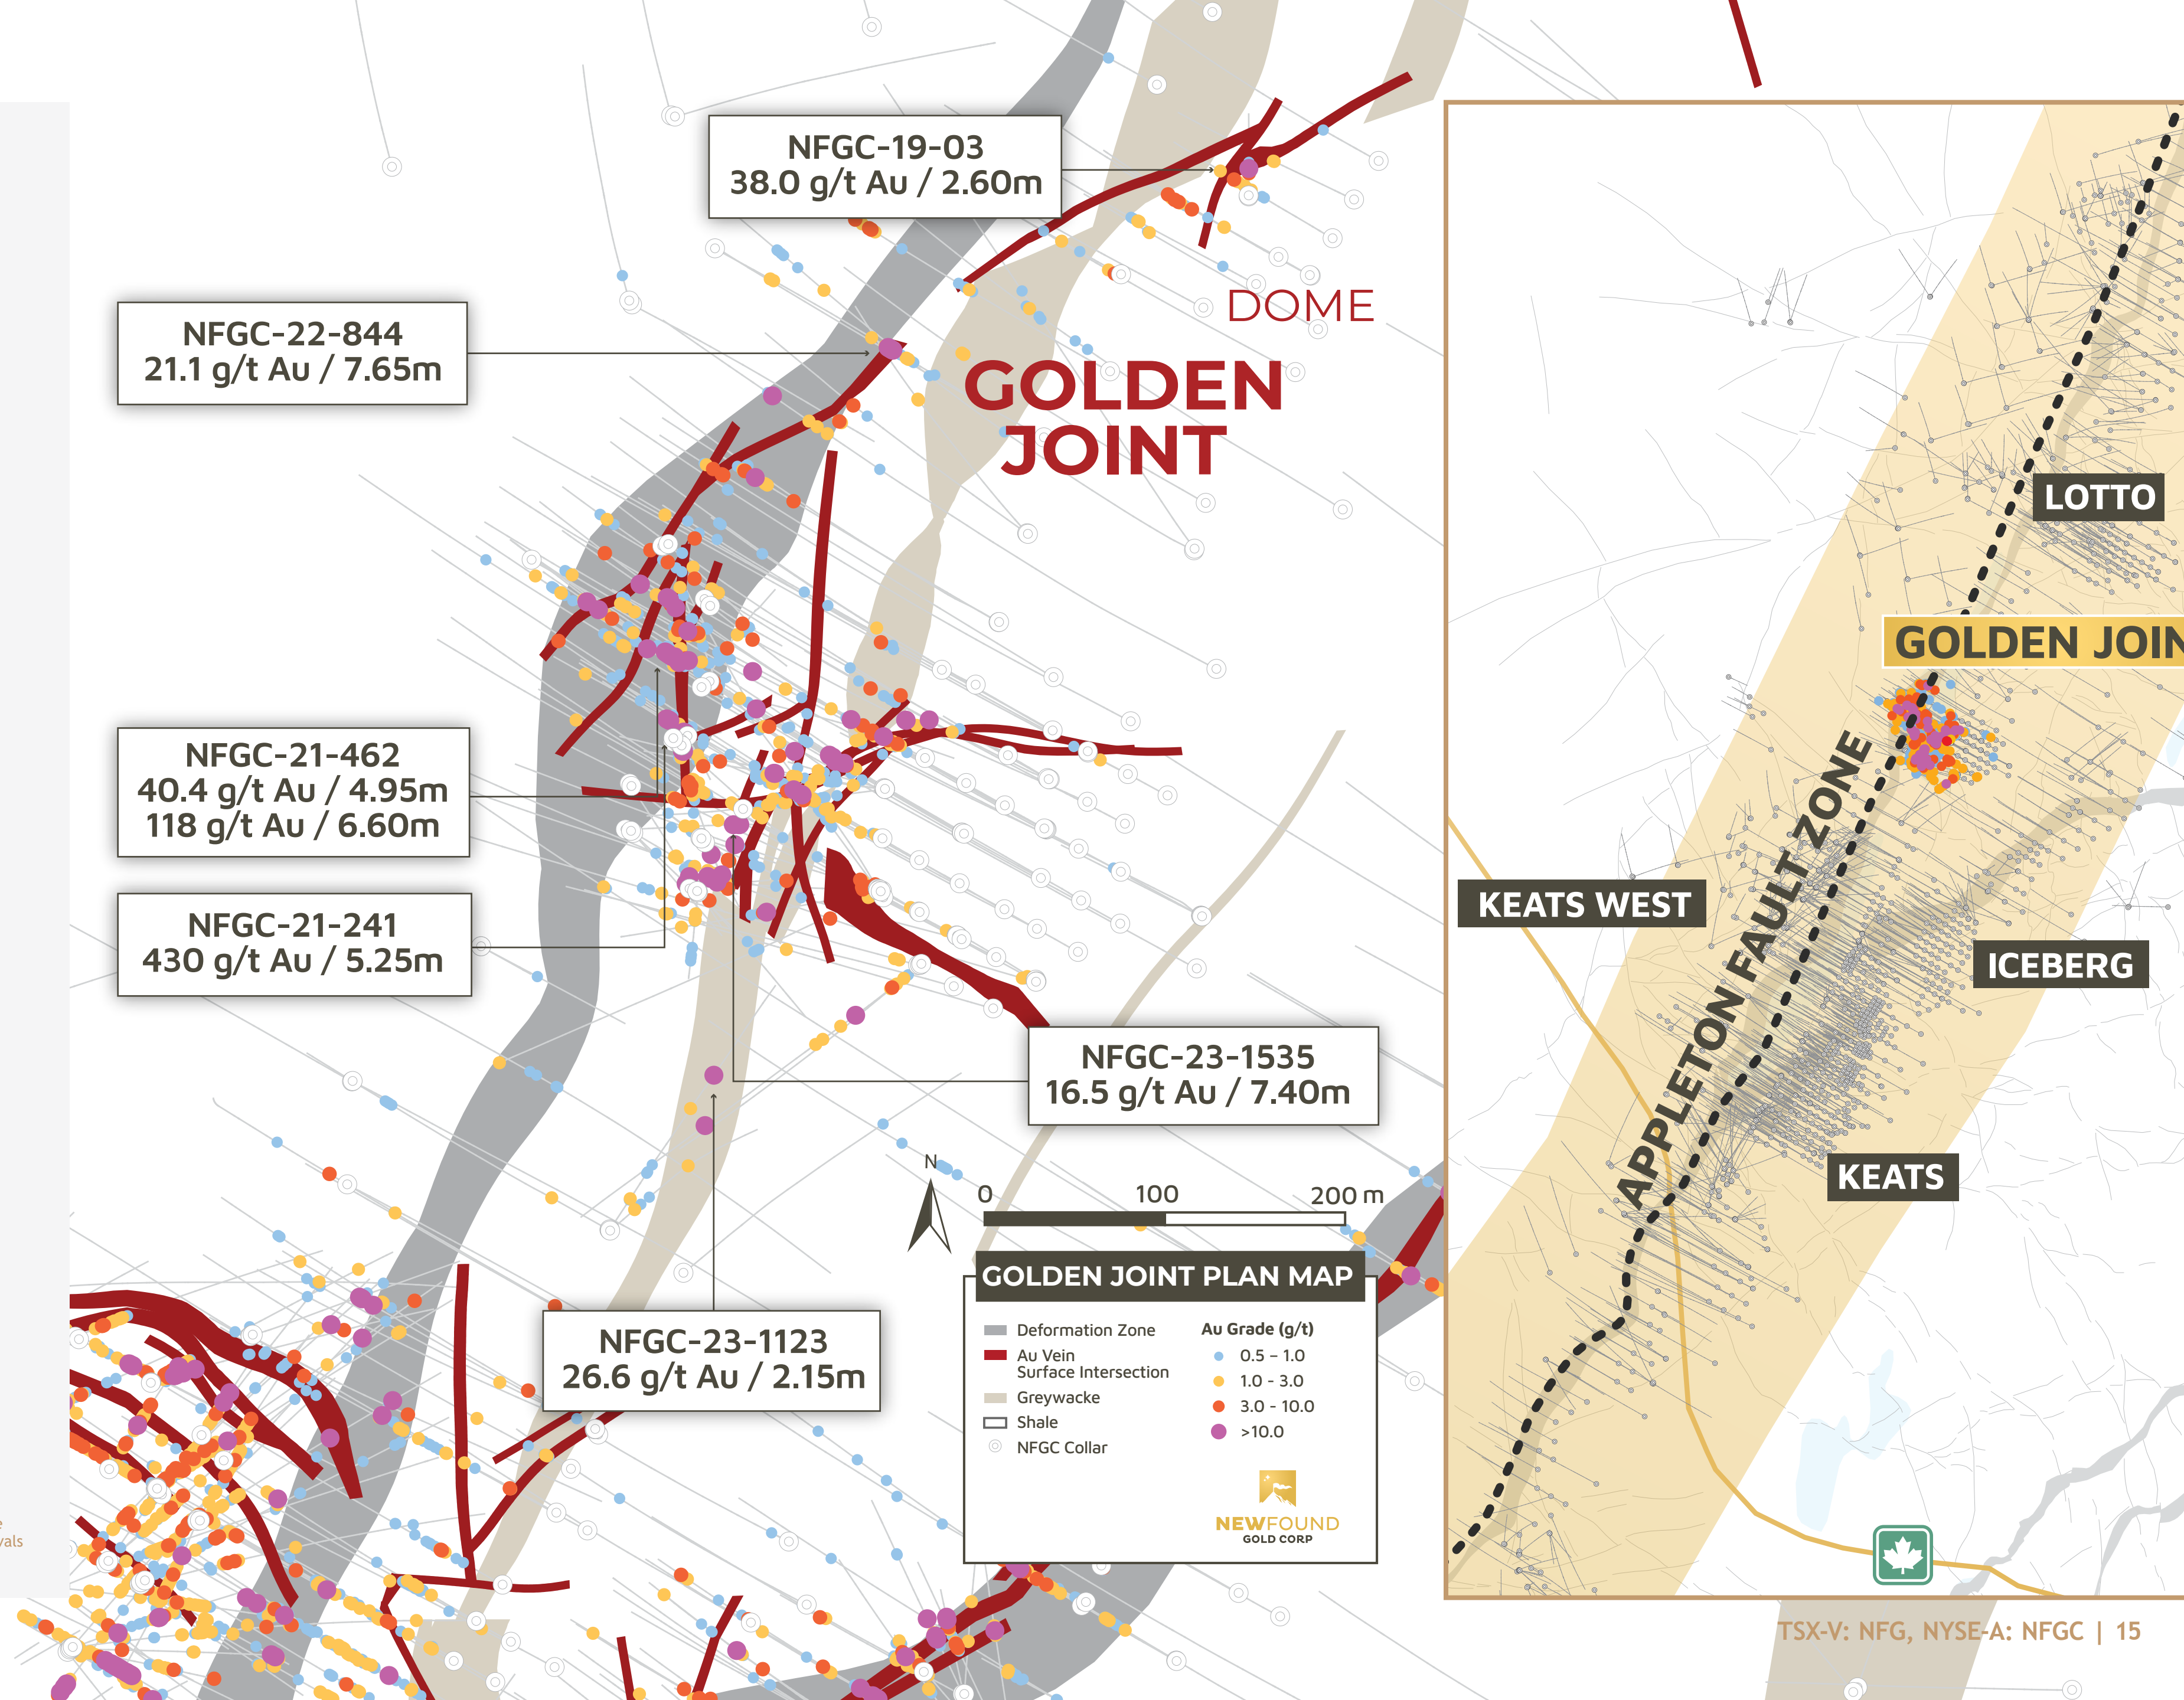 NFGC-19-03
38.0 g/t Au / 2.60m
DOME
GOLDEN
JOINT
NFGC-22-844
21.1 g/t Au / 7.65m
NFGC-21-462
40.4 g/t Au / 4.95m
118 g/t Au / 6.60m
NFGC-21-241
430 g/t Au / 5.25m
NFGC-23-1535
16.5 g/t Au / 7.40m
NFGC-23-1123
26.6 g/t Au / 2.15m
N
0 100 200 m
GOLDEN JOINT PLAN MAP
Deformation Zone
Au Vein
Surface Intersection
Greywacke
Shale
NFGC Collar
Au Grade (g/t)
0.5 – 1.0
1.0 - 3.0
3.0 - 10.0
>10.0
NEWFOUND
GOLD CORP
LOTTO
GOLDEN JOIN
APPLETON FAULT ZONE
KEATS WEST
ICEBERG
KEATS
TSX-V: NFG, NYSE-A: NFGC | 15